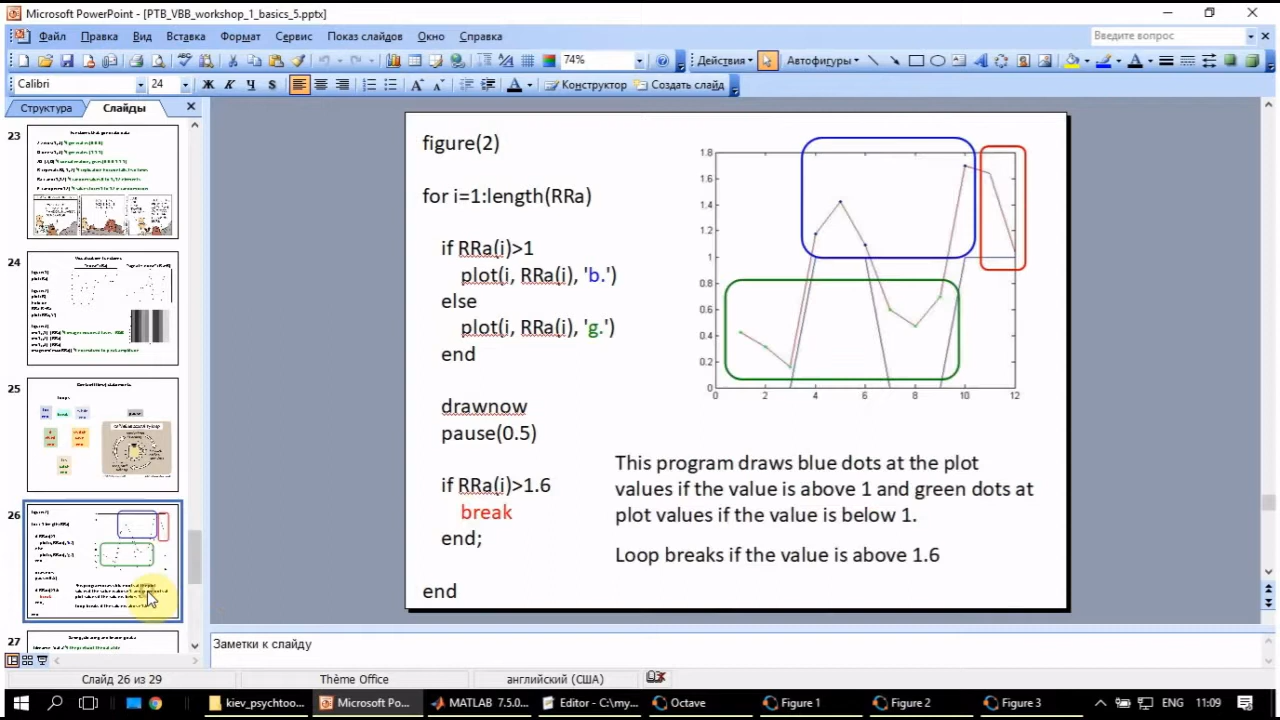 Microsoft PowerPoint - [PTB_VBB_workshop_1_basics_5.pptx]
Файл Правка Вид Вставка Формат Сервис Показ слайдов Окно Справка
Введите вопрос
74% Действия Автофигуры
Calibri 24 Ж К Ч S Конструктор Создать слайд
Структура Слайды
23
24
25
26
27
figure(2)
for i=1:length(RRa)
if RRa(i)>1
plot(i, RRa(i), 'b.')
else
plot(i, RRa(i), 'g.')
end
drawnow
pause(0.5)
if RRa(i)>1.6
break
end;
end
1.8
1.6
1.4
1.2
1
0.8
0.6
0.4
0.2
0
0 2 4 6 8 10 12
This program draws blue dots at the plot
values if the value is above 1 and green dots at
plot values if the value is below 1.
Loop breaks if the value is above 1.6
Заметки к слайду
Слайд 26 из 29 Thème Office английский (США)
kiev_psychtoo... Microsoft Po... MATLAB 7.5.0... Editor - C:\my... Octave Figure 1 Figure 2 Figure 3 ENG 11:09